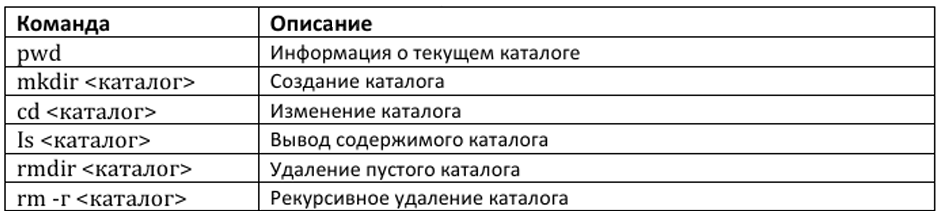 Команда Описание
pwd Информация о текущем каталоге
mkdir <каталог> Создание каталога
cd <каталог> Изменение каталога
Is <каталог> Вывод содержимого каталога
rmdir <каталог> Удаление пустого каталога
rm -r <каталог> Рекурсивное удаление каталога